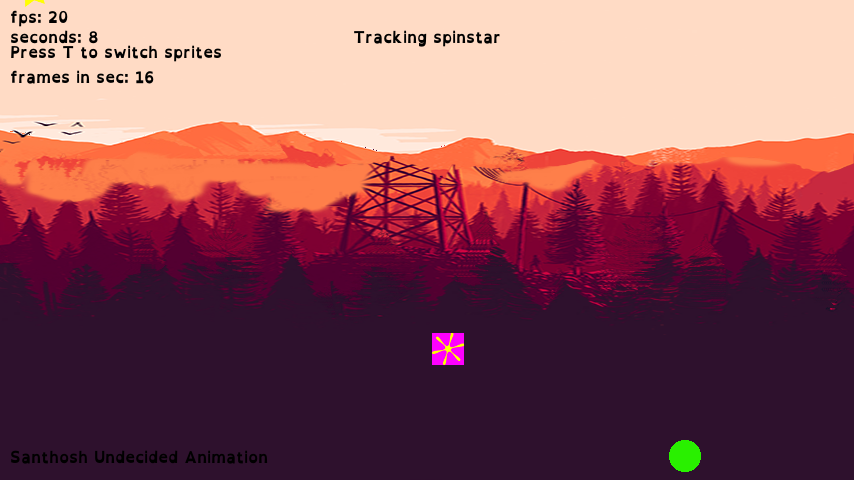 fps: 20
seconds: 8
Tracking spinstar
Press T to switch sprites
frames in sec: 16
Santhosh Undecided Animation